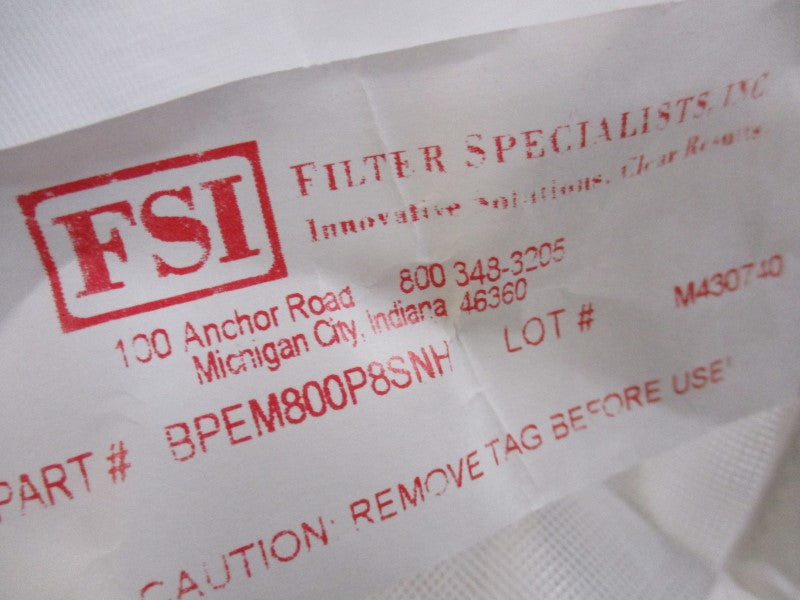 FSI
FILTER SPECIALISTS, INC
Innovative Solutions. Clear Results.
100 Anchor Road 800 348-3205
Michigan City, Indiana 46360
PART # BPEM800P8SNH LOT # M430740
CAUTION: REMOVE TAG BEFORE USE!